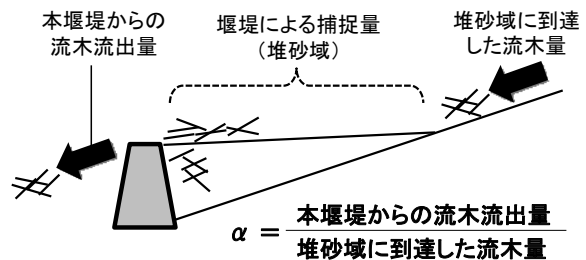 本堰堤からの
流木流出量
堰堤による捕捉量
（堆砂域）
堆砂域に到達
した流木量
α ＝ 本堰堤からの流木流出量
堆砂域に到達した流木量